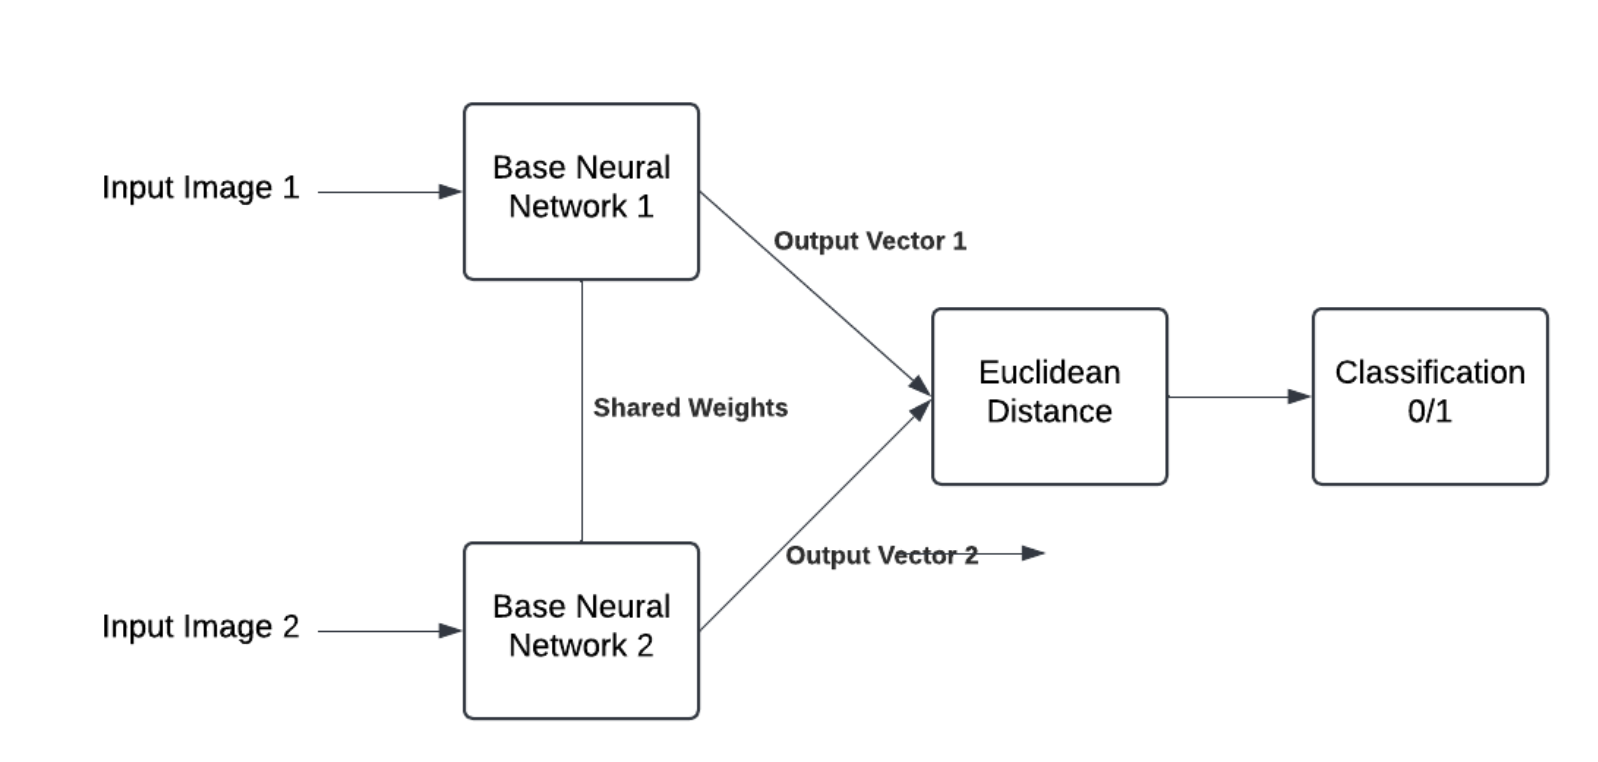 Input Image 1
Base Neural
Network 1
Output Vector 1
Shared Weights
Euclidean
Distance
Classification
0/1
Output Vector 2
Input Image 2
Base Neural
Network 2